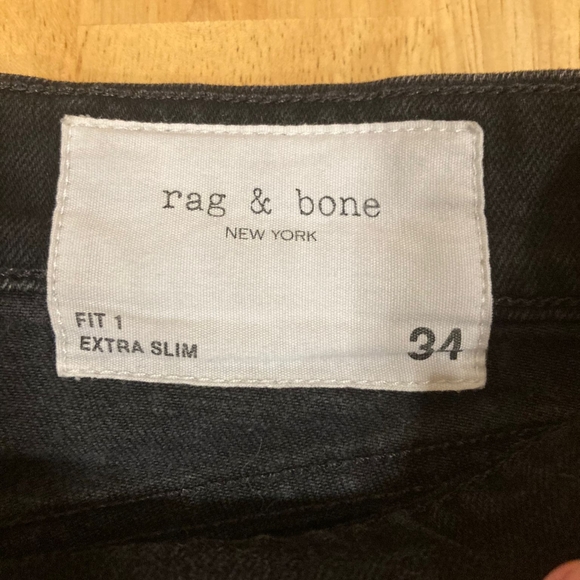 rag & bone
NEW YORK
FIT 1
EXTRA SLIM
34